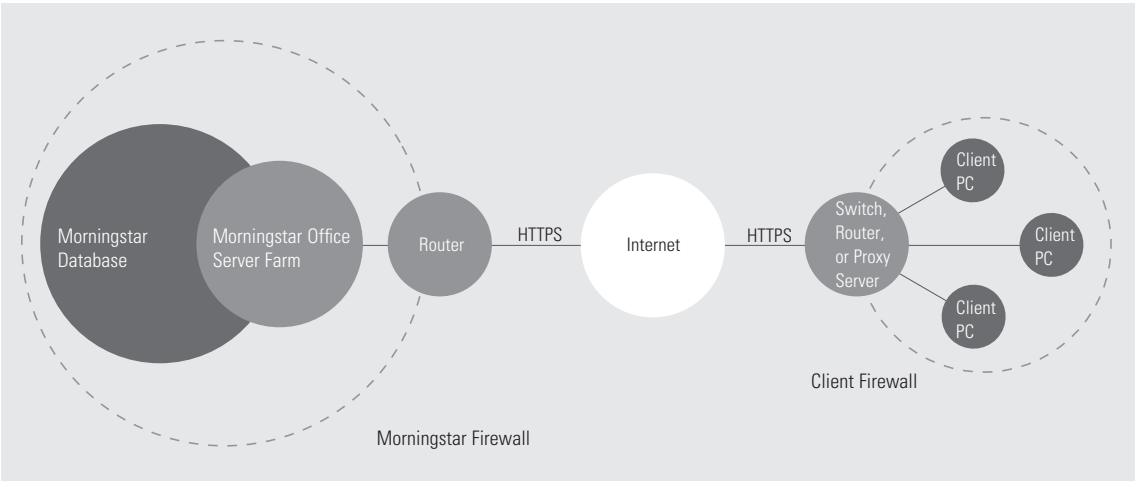 Morningstar
Database
Morningstar Office
Server Farm
Router
HTTPS
Internet
HTTPS
Switch,
Router,
or Proxy
Server
Client
PC
Client
PC
Client
PC
Client Firewall
Morningstar Firewall